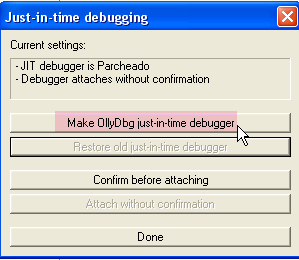 Just-in-time debugging
Current settings:
- JIT debugger is Parcheado
- Debugger attaches without confirmation
Make OllyDbg just-in-time debugger
Restore old just-in-time debugger
Confirm before attaching
Attach without confirmation
Done